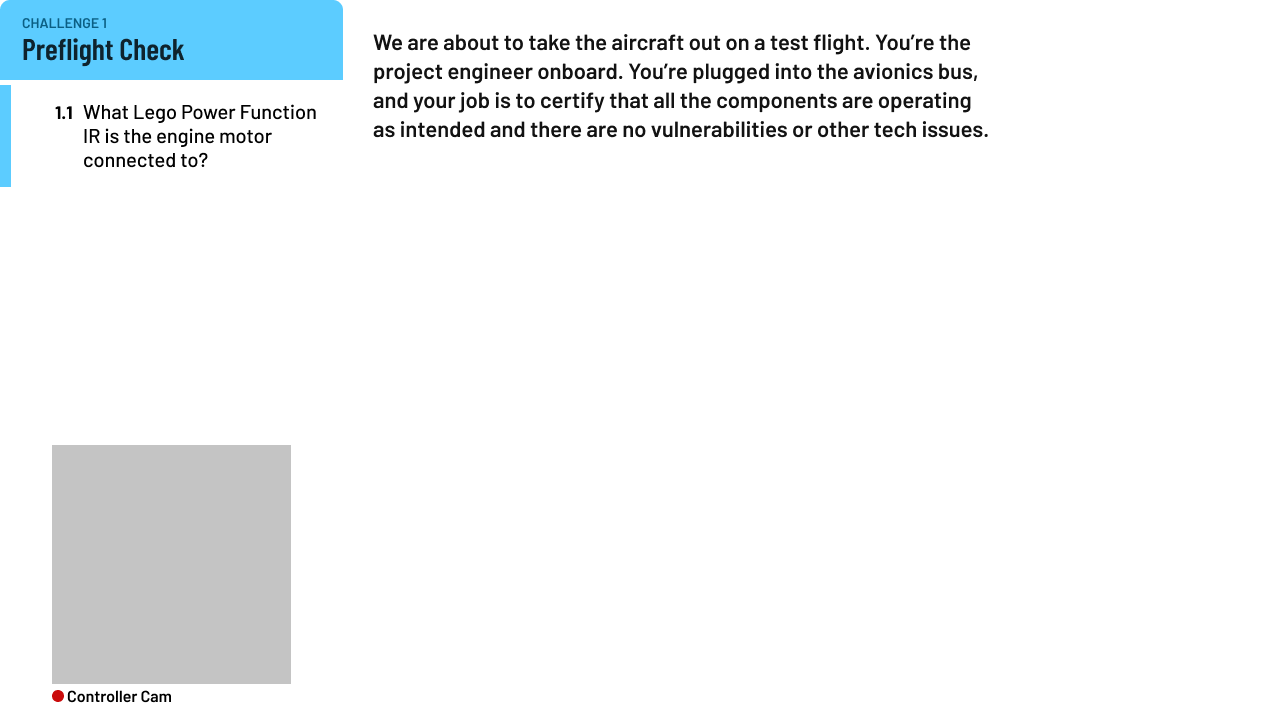 CHALLENGE 1
Preflight Check
1.1 What Lego Power Function
IR is the engine motor
connected to?
Controller Cam
We are about to take the aircraft out on a test flight. You’re the
project engineer onboard. You’re plugged into the avionics bus,
and your job is to certify that all the components are operating
as intended and there are no vulnerabilities or other tech issues.